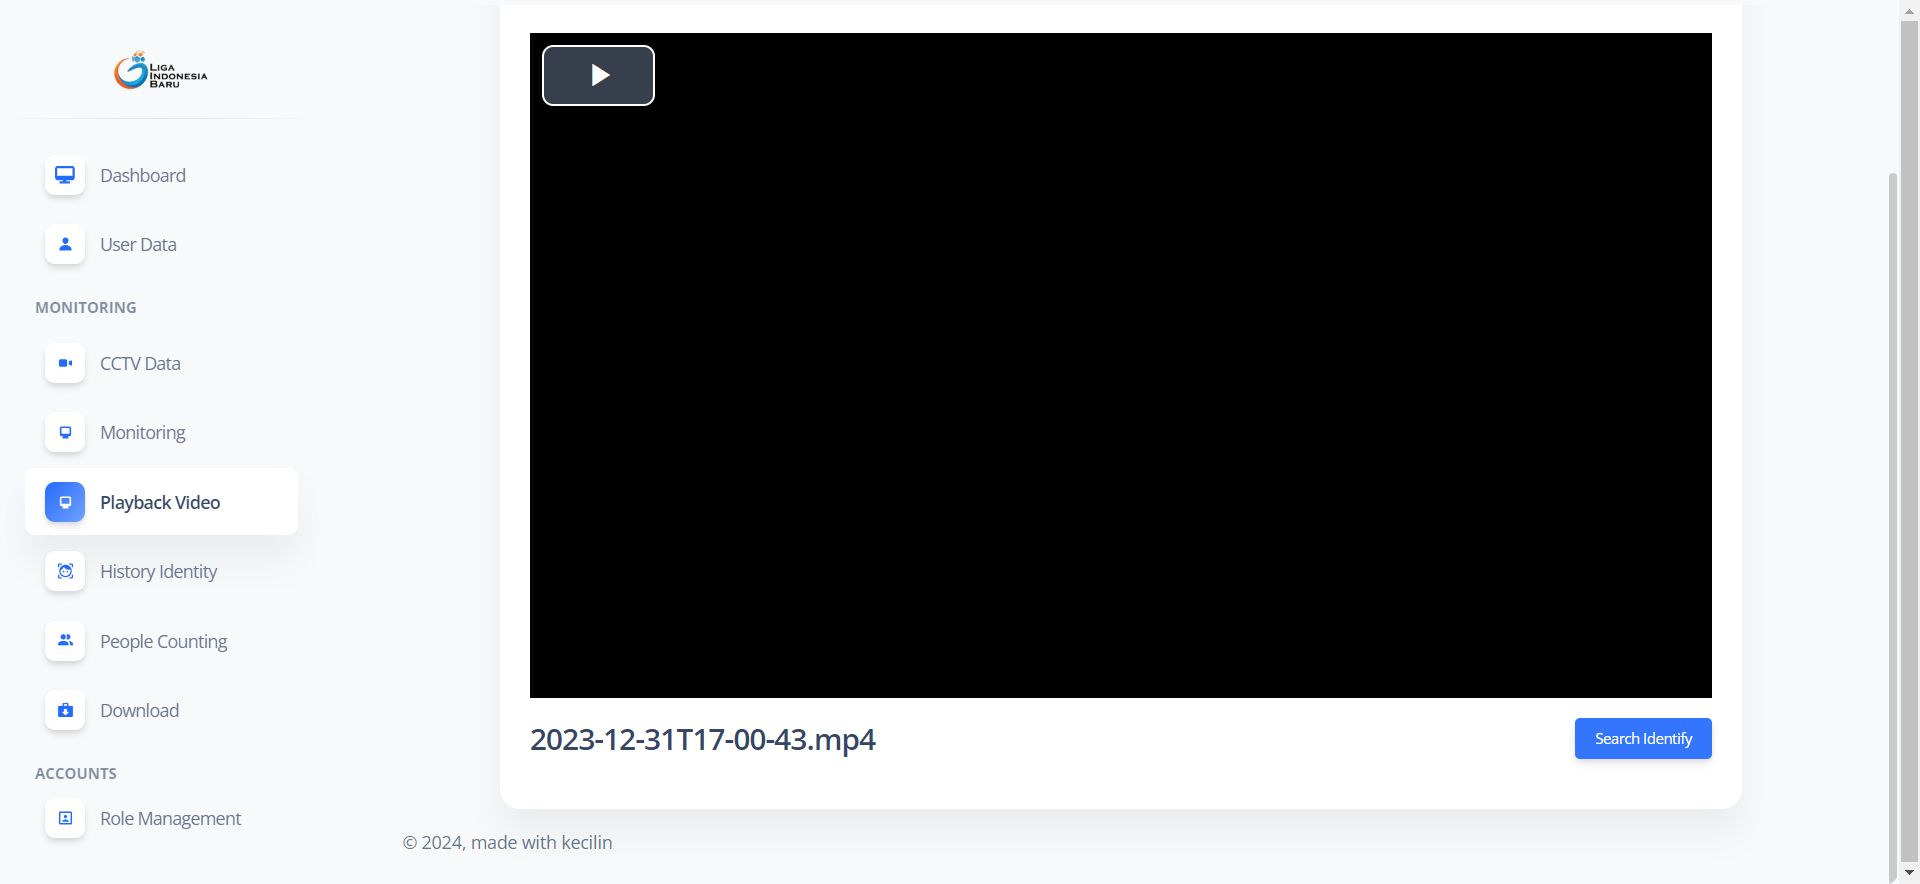 LIGA
INDONESIA
BARU
Dashboard
User Data
MONITORING
CCTV Data
Monitoring
Playback Video
History Identity
People Counting
Download
ACCOUNTS
Role Management
2023-12-31T17-00-43.mp4
Search Identify
© 2024, made with kecilin